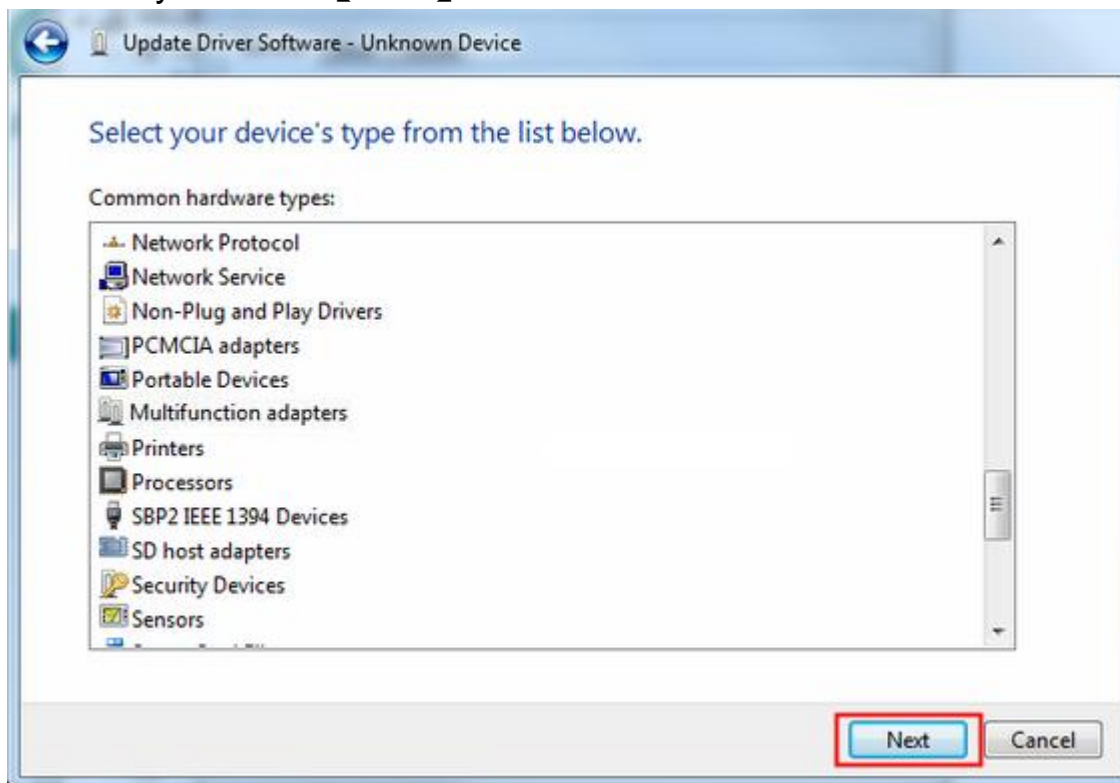 Update Driver Software - Unknown Device
Select your device's type from the list below.
Common hardware types:
Network Protocol
Network Service
Non-Plug and Play Drivers
PCMCIA adapters
Portable Devices
Multifunction adapters
Printers
Processors
SBP2 IEEE 1394 Devices
SD host adapters
Security Devices
Sensors
Next Cancel